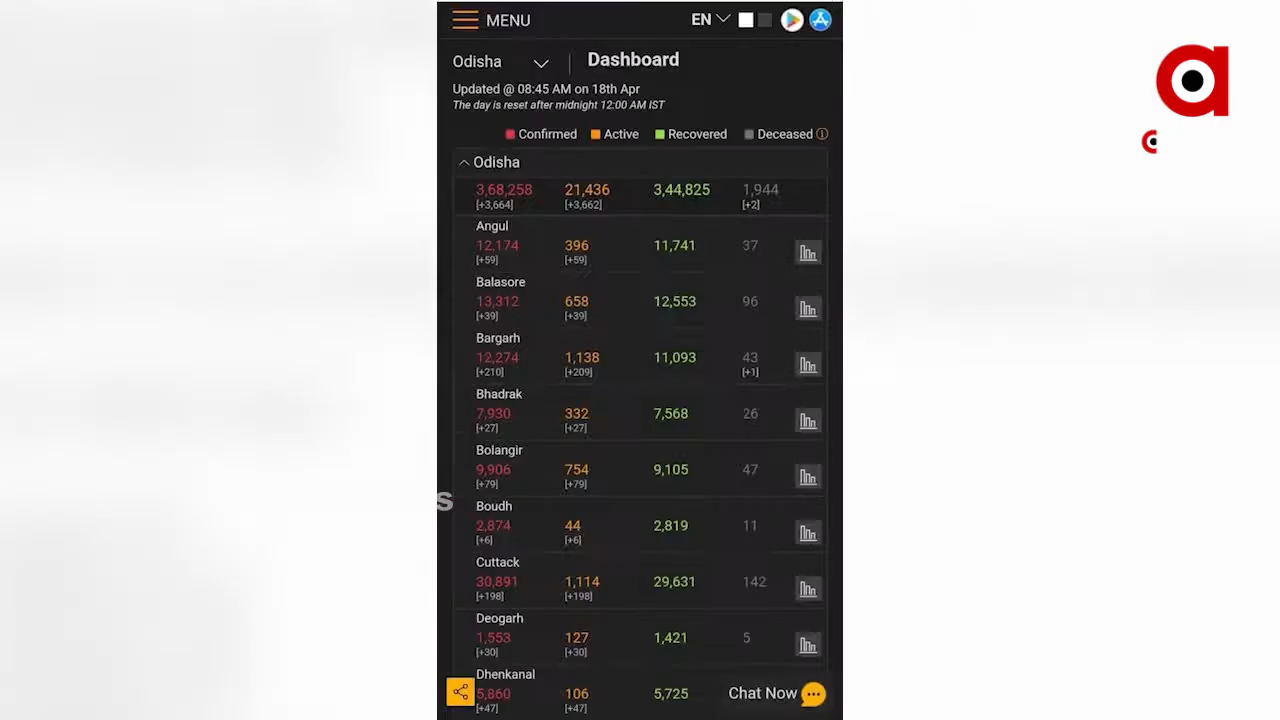 MENU EN
Odisha Dashboard
Updated @ 08:45 AM on 18th Apr
The day is reset after midnight 12:00 AM IST
Confirmed Active Recovered Deceased
Odisha
3,68,258 21,436 3,44,825 1,944
[+3,664] [+3,662] [+2]
Angul
12,174 396 11,741 37
[+59] [+59]
Balasore
13,312 658 12,553 96
[+39] [+39]
Bargarh
12,274 1,138 11,093 43
[+210] [+209] [+1]
Bhadrak
7,930 332 7,568 26
[+27] [+27]
Bolangir
9,906 754 9,105 47
[+79] [+79]
Boudh
2,874 44 2,819 11
[+6] [+6]
Cuttack
30,891 1,114 29,631 142
[+198] [+198]
Deogarh
1,553 127 1,421 5
[+30] [+30]
Dhenkanal
5,860 106 5,725 Chat Now
[+47] [+47]
s
a